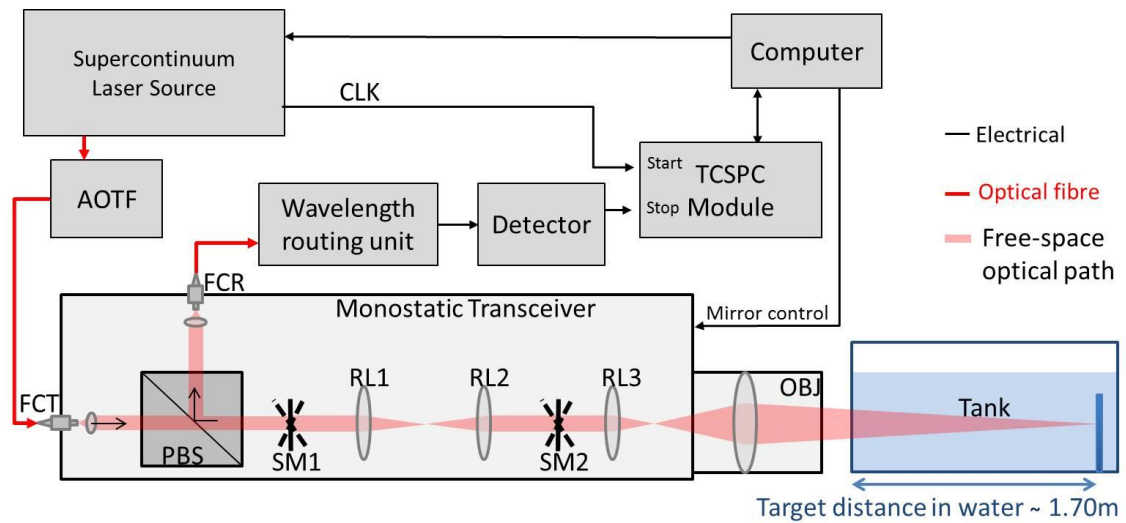 Supercontinuum
Laser Source
Computer
CLK
Start
TCSPC
Stop
Module
AOTF
Wavelength
routing unit
Detector
Electrical
Optical fibre
Free-space
optical path
FCR
Monostatic Transceiver
Mirror control
FCT
PBS
SM1
RL1
RL2
SM2
RL3
OBJ
Tank
Target distance in water ~ 1.70m